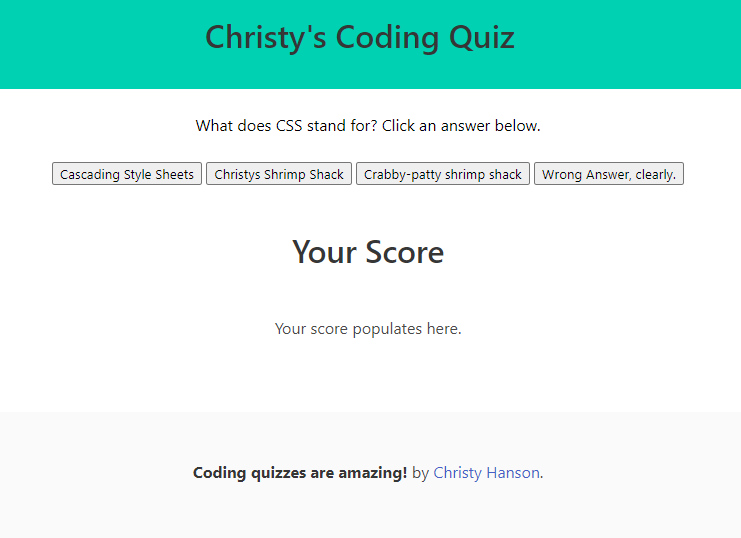 Christy's Coding Quiz
What does CSS stand for? Click an answer below.
Cascading Style Sheets Christys Shrimp Shack Crabby-patty shrimp shack Wrong Answer, clearly.
Your Score
Your score populates here.
Coding quizzes are amazing! by Christy Hanson.